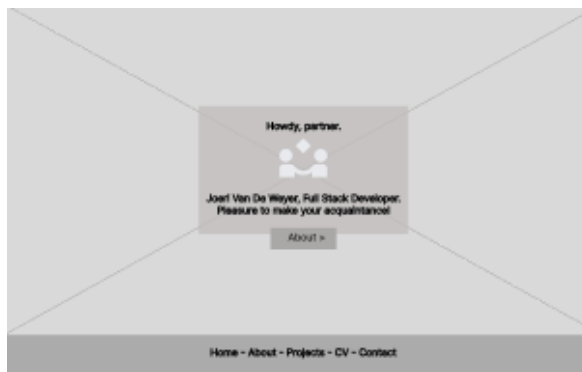 Howdy, partner.
Joeri Van De Weyer, Full Stack Developer.
Pleasure to make your acquaintance!
About >
Home - About - Projects - CV - Contact